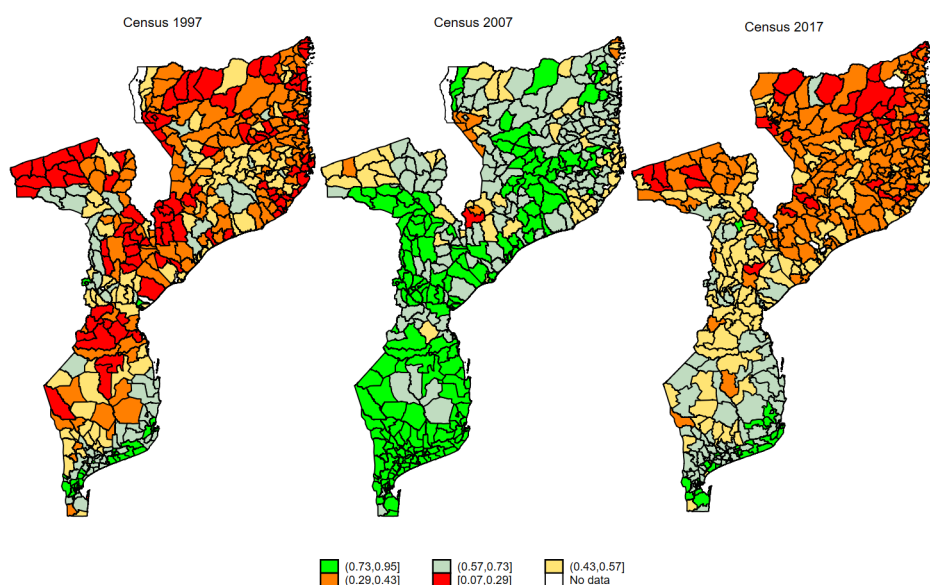 Census 1997
Census 2007
Census 2017
(0.73,0.95] (0.57,0.73] (0.43,0.57]
(0.29,0.43] [0.07,0.29] No data